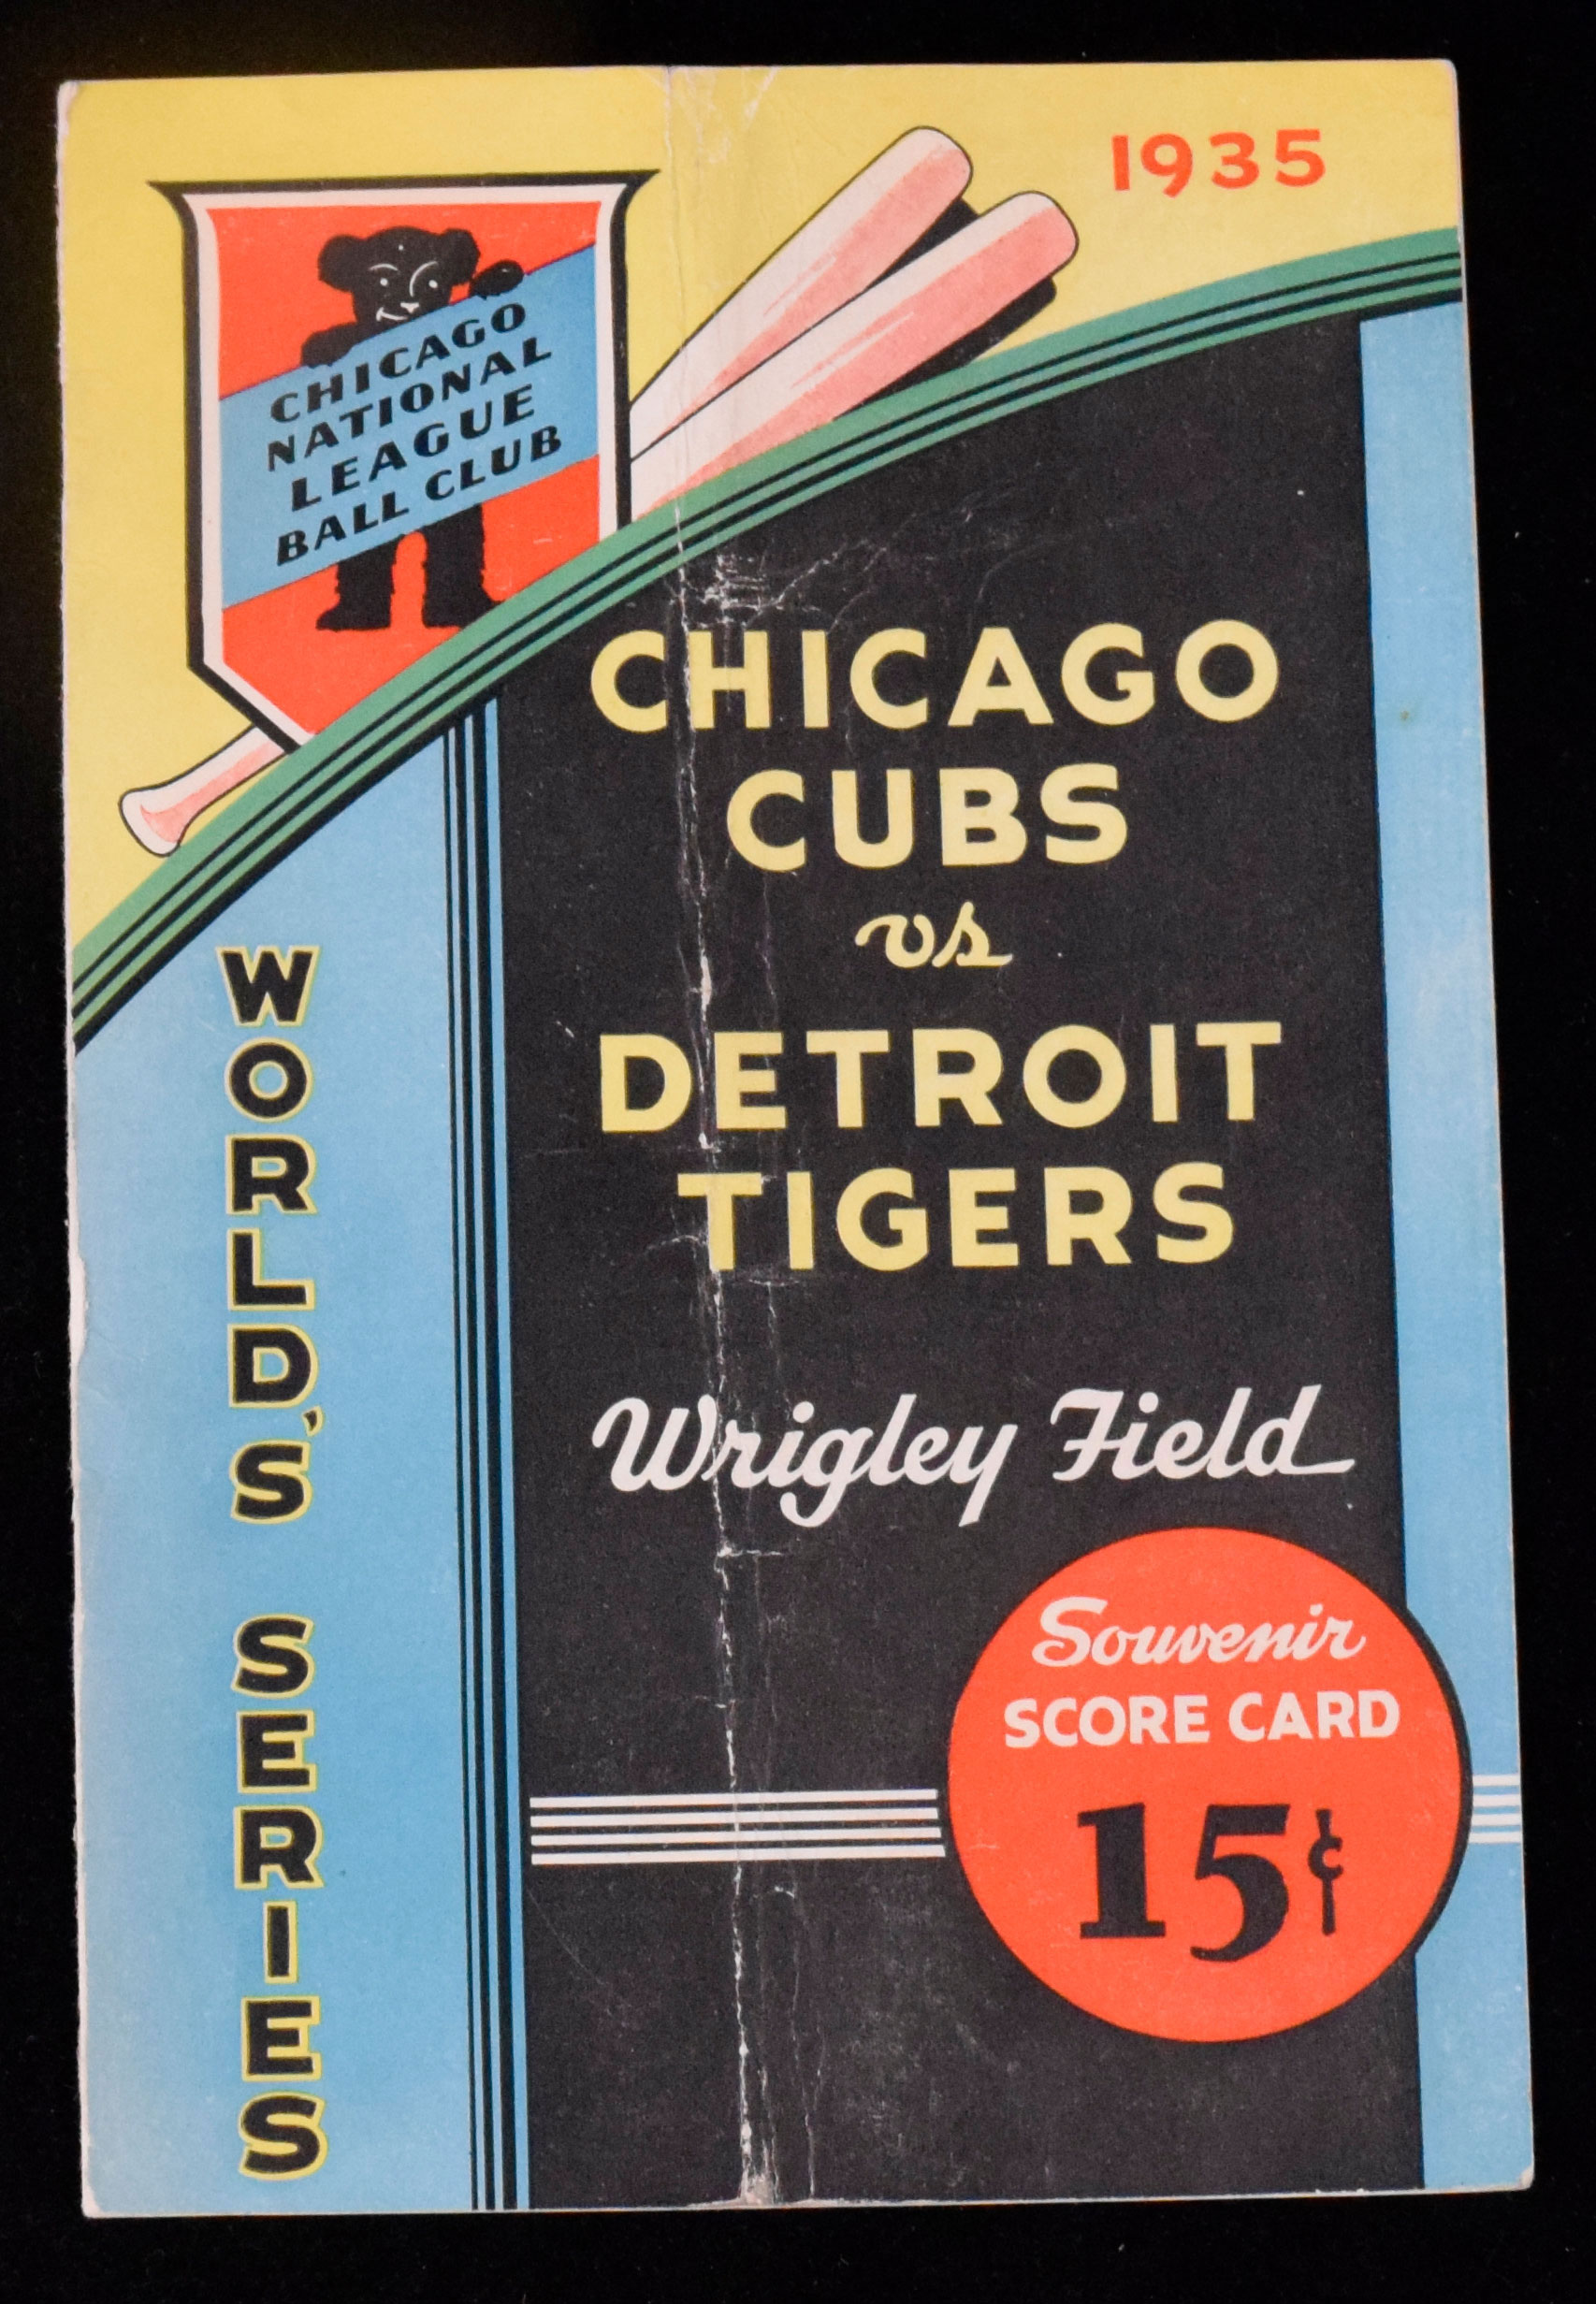 1935
CHICAGO
NATIONAL
LEAGUE
BALL CLUB
CHICAGO
CUBS
vs
DETROIT
TIGERS
Wrigley Field
WORLD'S SERIES
Souvenir
SCORE CARD
15¢